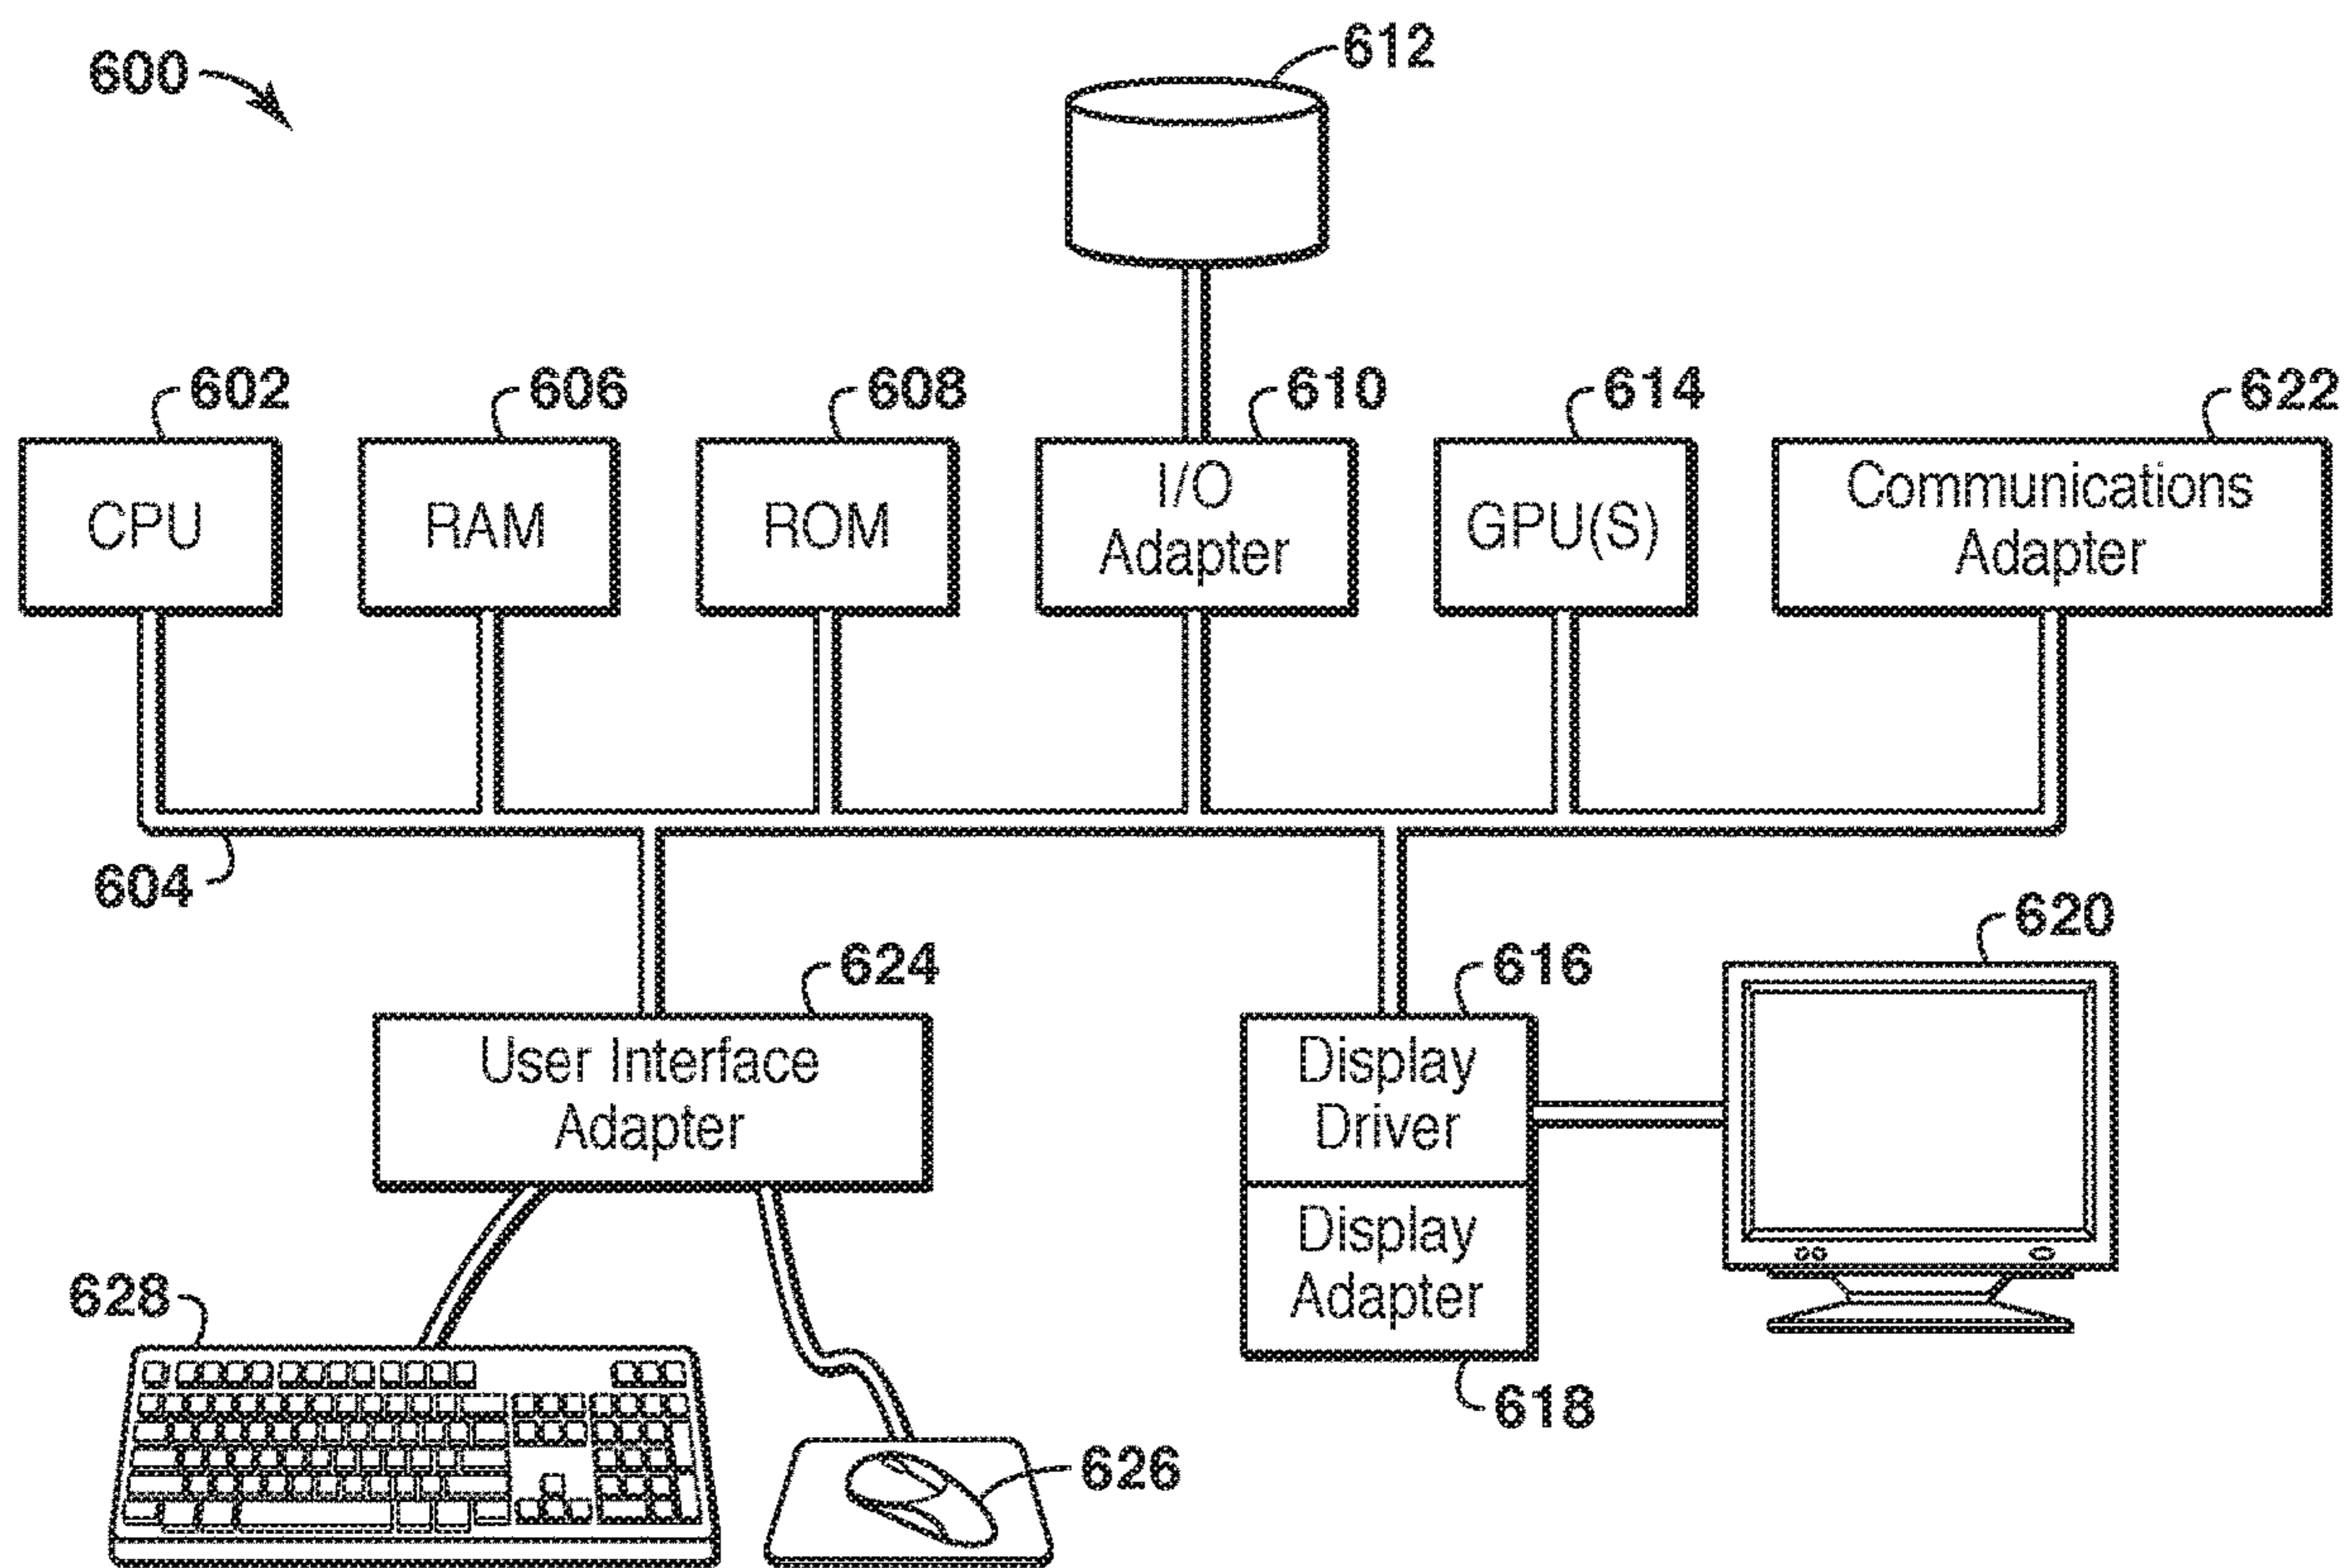 600
612
602
606
608
610
614
622
CPU
RAM
ROM
I/O
Adapter
GPU(S)
Communications
Adapter
604
624
616
620
User Interface
Adapter
Display
Driver
Display
Adapter
628
618
626